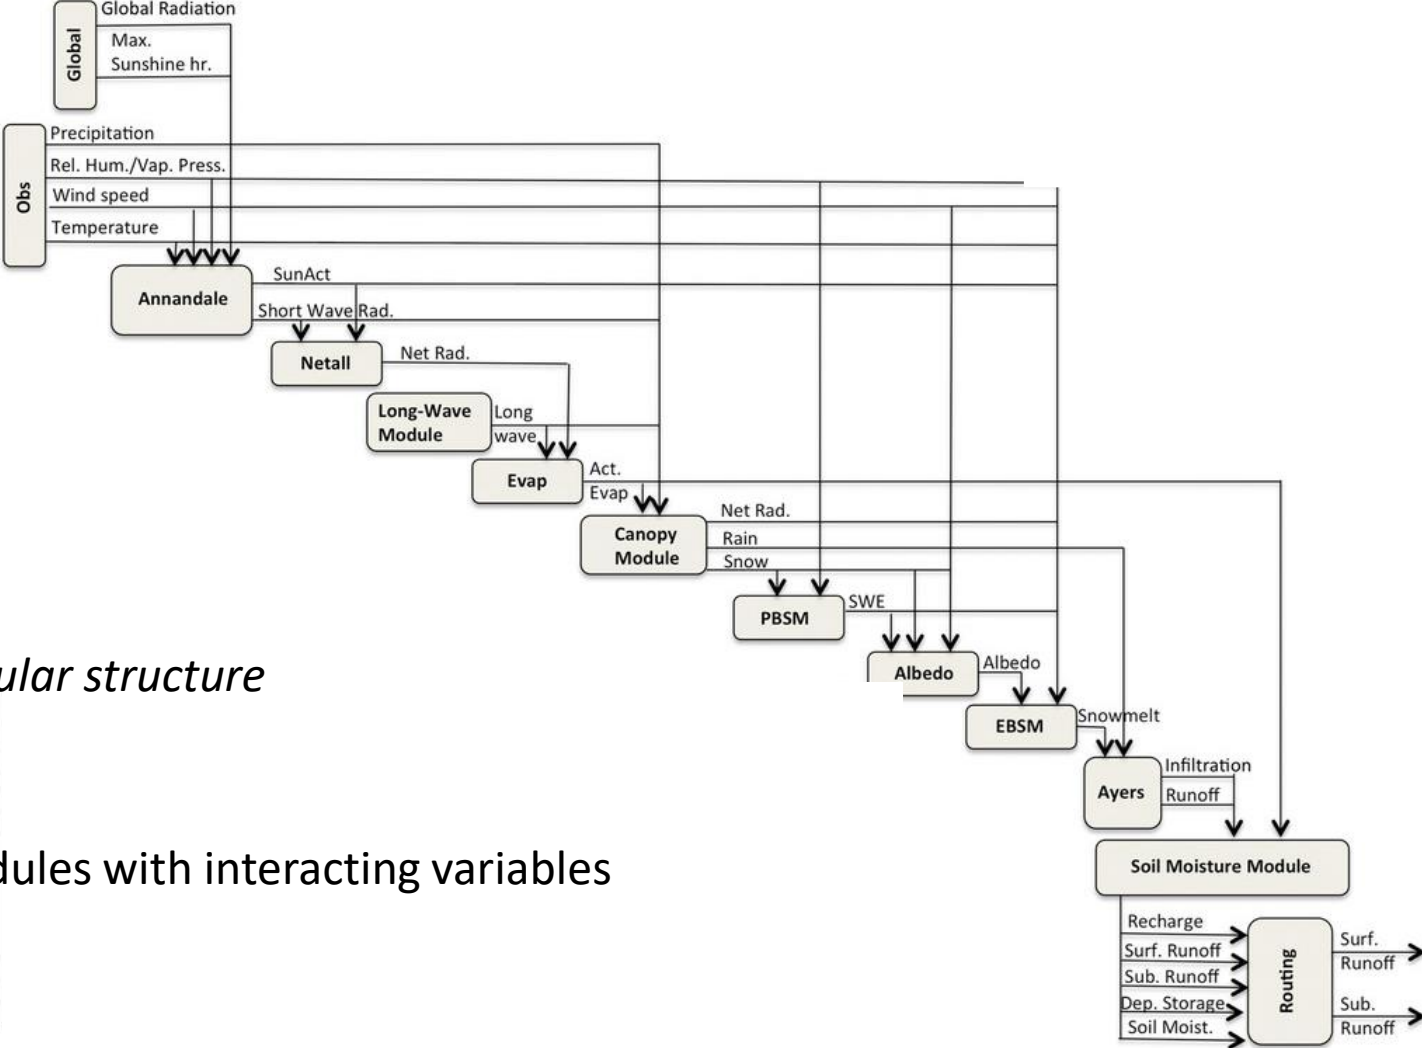 Global Radiation
Global
Max.
Sunshine hr.
Obs
Precipitation
Rel. Hum./Vap. Press.
Wind speed
Temperature
Annandale
SunAct
Short Wave Rad.
Netall
Net Rad.
Long-Wave
Module
Long
wave
Evap
Act.
Evap
Canopy
Module
Net Rad.
Rain
Snow
PBSM
SWE
Albedo
Albedo
EBSM
Snowmelt
Ayers
Infiltration
Runoff
Soil Moisture Module
Recharge
Surf. Runoff
Sub. Runoff
Dep. Storage
Soil Moist.
Routing
Surf.
Runoff
Sub.
Runoff
ular structure
dules with interacting variables